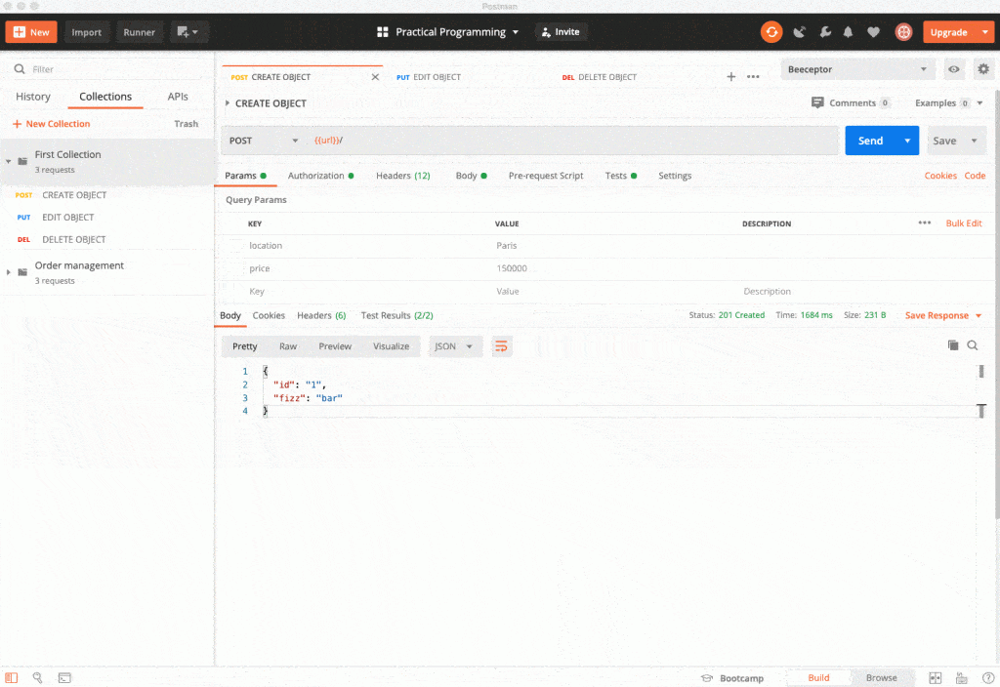 Postman
New Import Runner Practical Programming Invite Upgrade
Filter
History Collections APIs
+ New Collection Trash
First Collection
3 requests
POST CREATE OBJECT
PUT EDIT OBJECT
DEL DELETE OBJECT
Order management
3 requests
POST CREATE OBJECT PUT EDIT OBJECT DEL DELETE OBJECT Beeceptor
CREATE OBJECT Comments 0 Examples 0
POST {{url}}/ Send Save
Params Authorization Headers (12) Body Pre-request Script Tests Settings Cookies Code
Query Params
KEY VALUE DESCRIPTION Bulk Edit
location Paris
price 150000
Key Value Description
Body Cookies Headers (6) Test Results (2/2) Status: 201 Created Time: 1684 ms Size: 231 B Save Response
Pretty Raw Preview Visualize JSON
1 {
2 "id": "1",
3 "fizz": "bar"
4 }
Bootcamp Build Browse